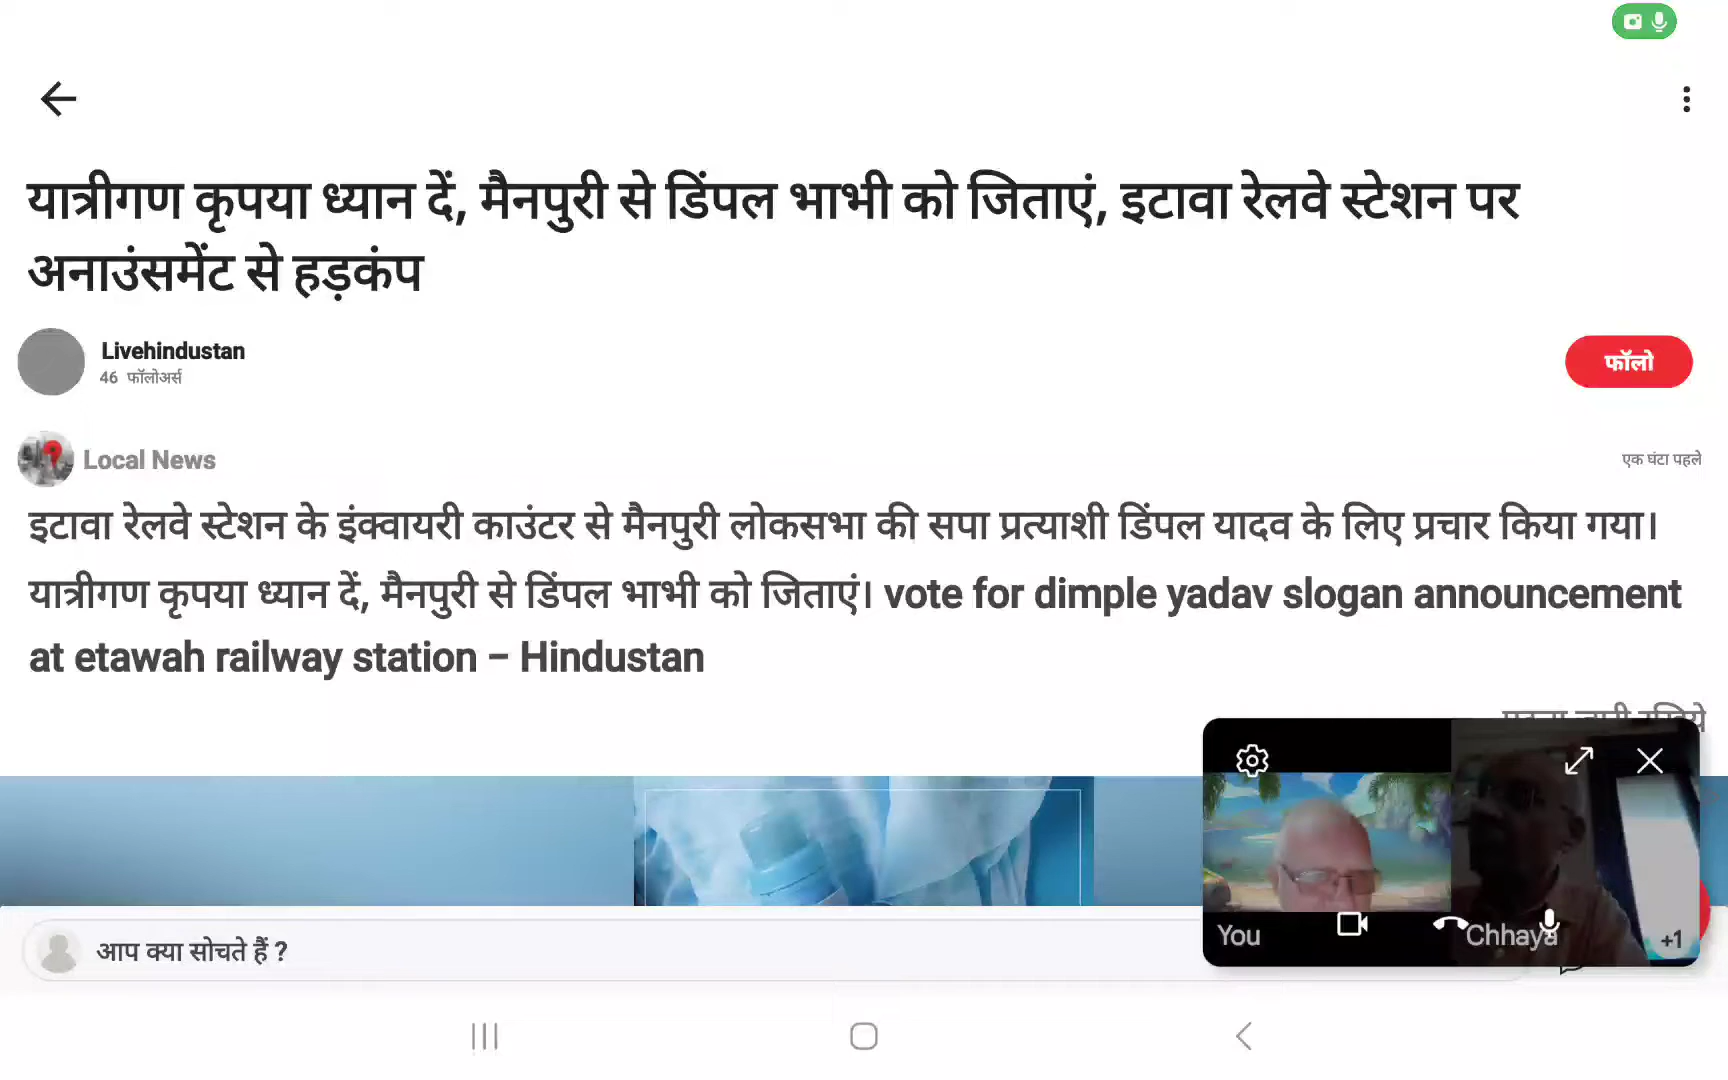 यात्रीगण कृपया ध्यान दें, मैनपुरी से डिंपल भाभी को जिताएं, इटावा रेलवे स्टेशन पर
अनाउंसमेंट से हड़कंप
Livehindustan
46 फॉलोअर्स
फॉलो
Local News
एक घंटा पहले
इटावा रेलवे स्टेशन के इंक्वायरी काउंटर से मैनपुरी लोकसभा की सपा प्रत्याशी डिंपल यादव के लिए प्रचार किया गया।
यात्रीगण कृपया ध्यान दें, मैनपुरी से डिंपल भाभी को जिताएं। vote for dimple yadav slogan announcement
at etawah railway station – Hindustan
You
Chhaya
+1
आप क्या सोचते हैं ?